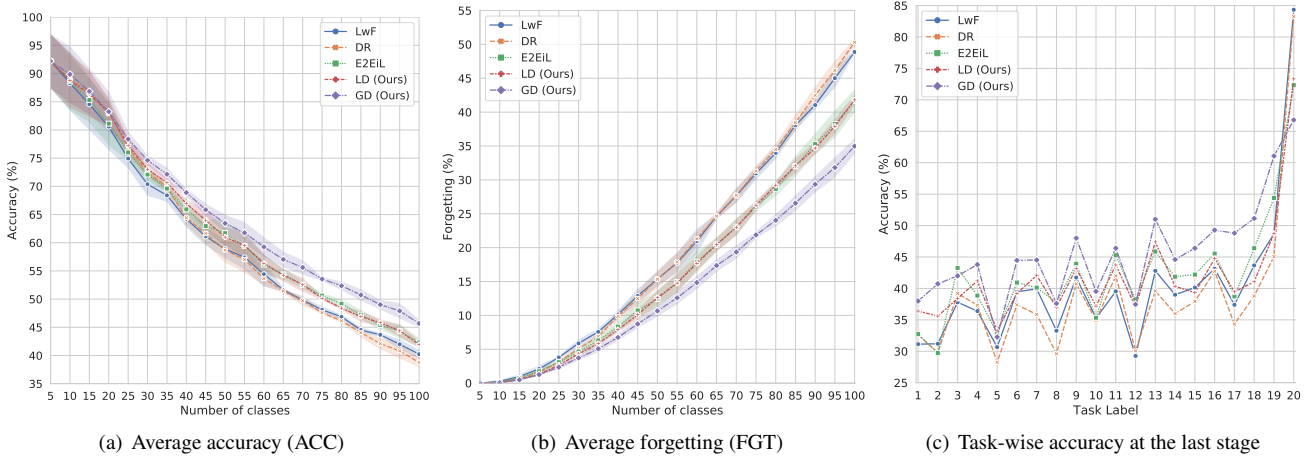 100
95
90
85
80
75
70
65
60
55
50
45
40
35
Accuracy (%)
5 10 15 20 25 30 35 40 45 50 55 60 65 70 75 80 85 90 95 100
Number of classes
LwF
DR
E2EiL
LD (Ours)
GD (Ours)
(a) Average accuracy (ACC)
55
50
45
40
35
30
25
20
15
10
5
0
Forgetting (%)
5 10 15 20 25 30 35 40 45 50 55 60 65 70 75 80 85 90 95 100
Number of classes
LwF
DR
E2EiL
LD (Ours)
GD (Ours)
(b) Average forgetting (FGT)
85
80
75
70
65
60
55
50
45
40
35
30
25
Accuracy (%)
1 2 3 4 5 6 7 8 9 10 11 12 13 14 15 16 17 18 19 20
Task Label
LwF
DR
E2EiL
LD (Ours)
GD (Ours)
(c) Task-wise accuracy at the last stage